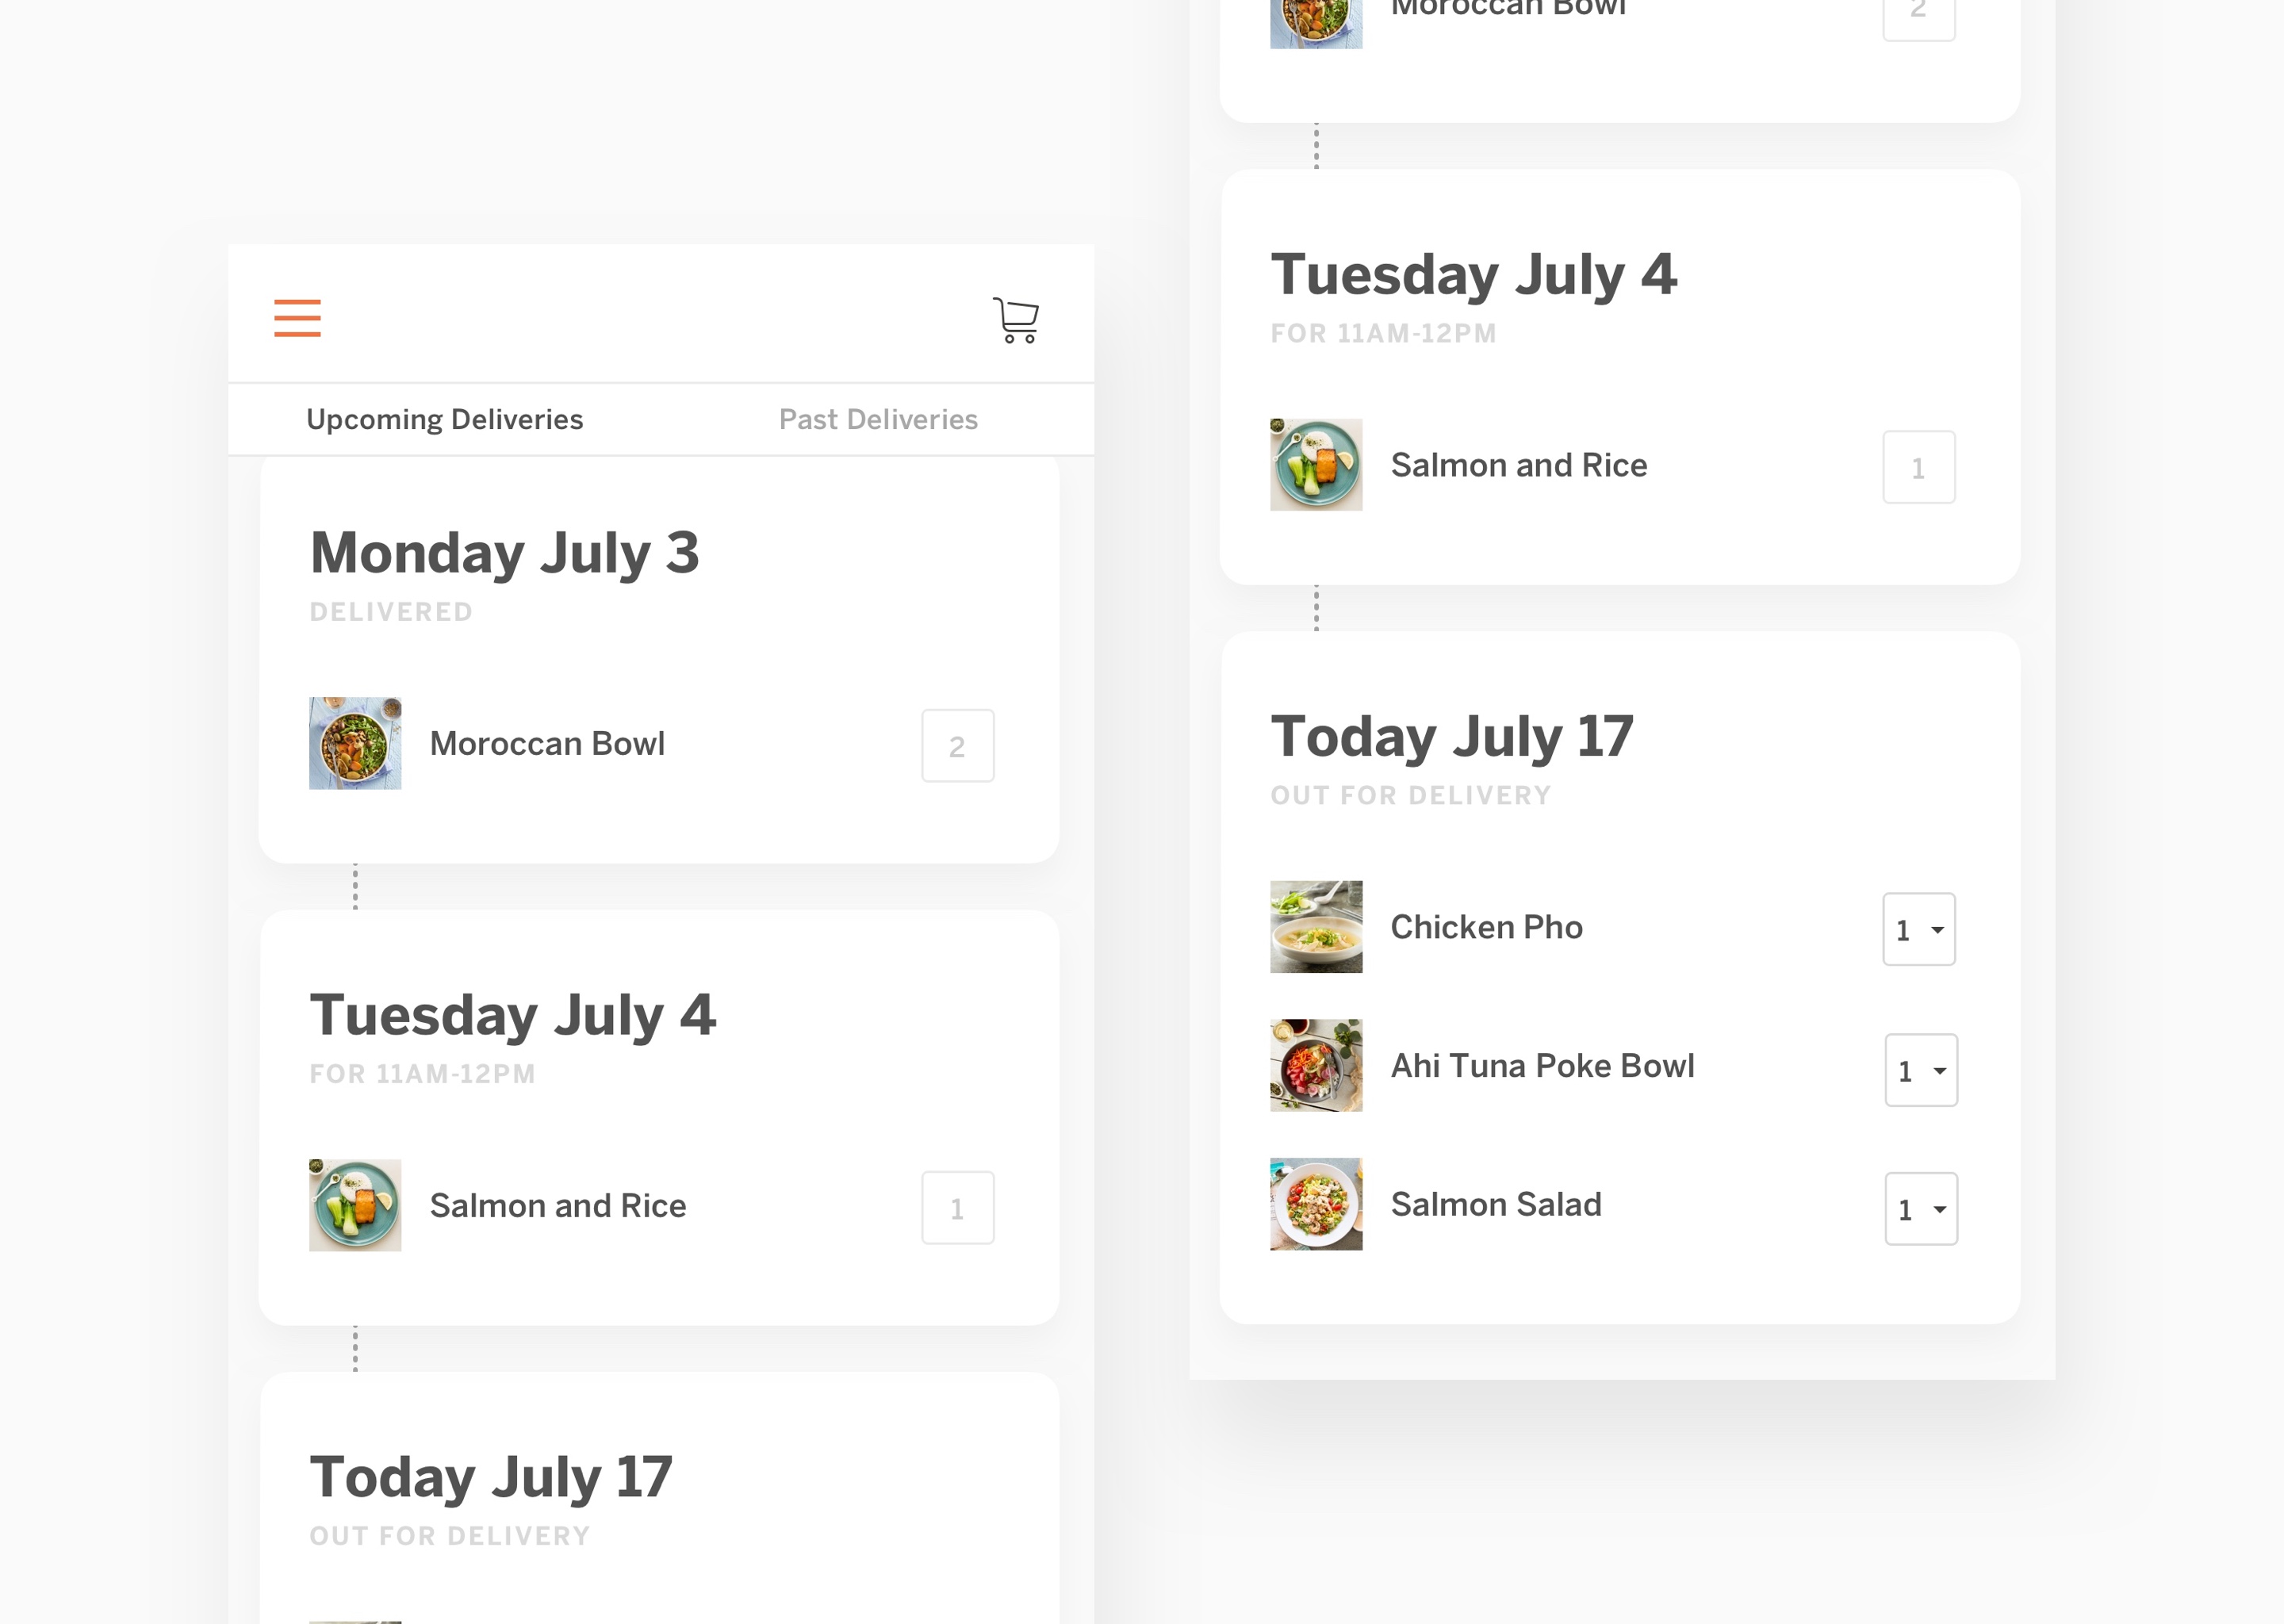 Upcoming Deliveries
Past Deliveries
Monday July 3
DELIVERED
Moroccan Bowl
2
Tuesday July 4
FOR 11AM-12PM
Salmon and Rice
1
Today July 17
OUT FOR DELIVERY
Moroccan Bowl
2
Tuesday July 4
FOR 11AM-12PM
Salmon and Rice
1
Today July 17
OUT FOR DELIVERY
Chicken Pho
1
Ahi Tuna Poke Bowl
1
Salmon Salad
1